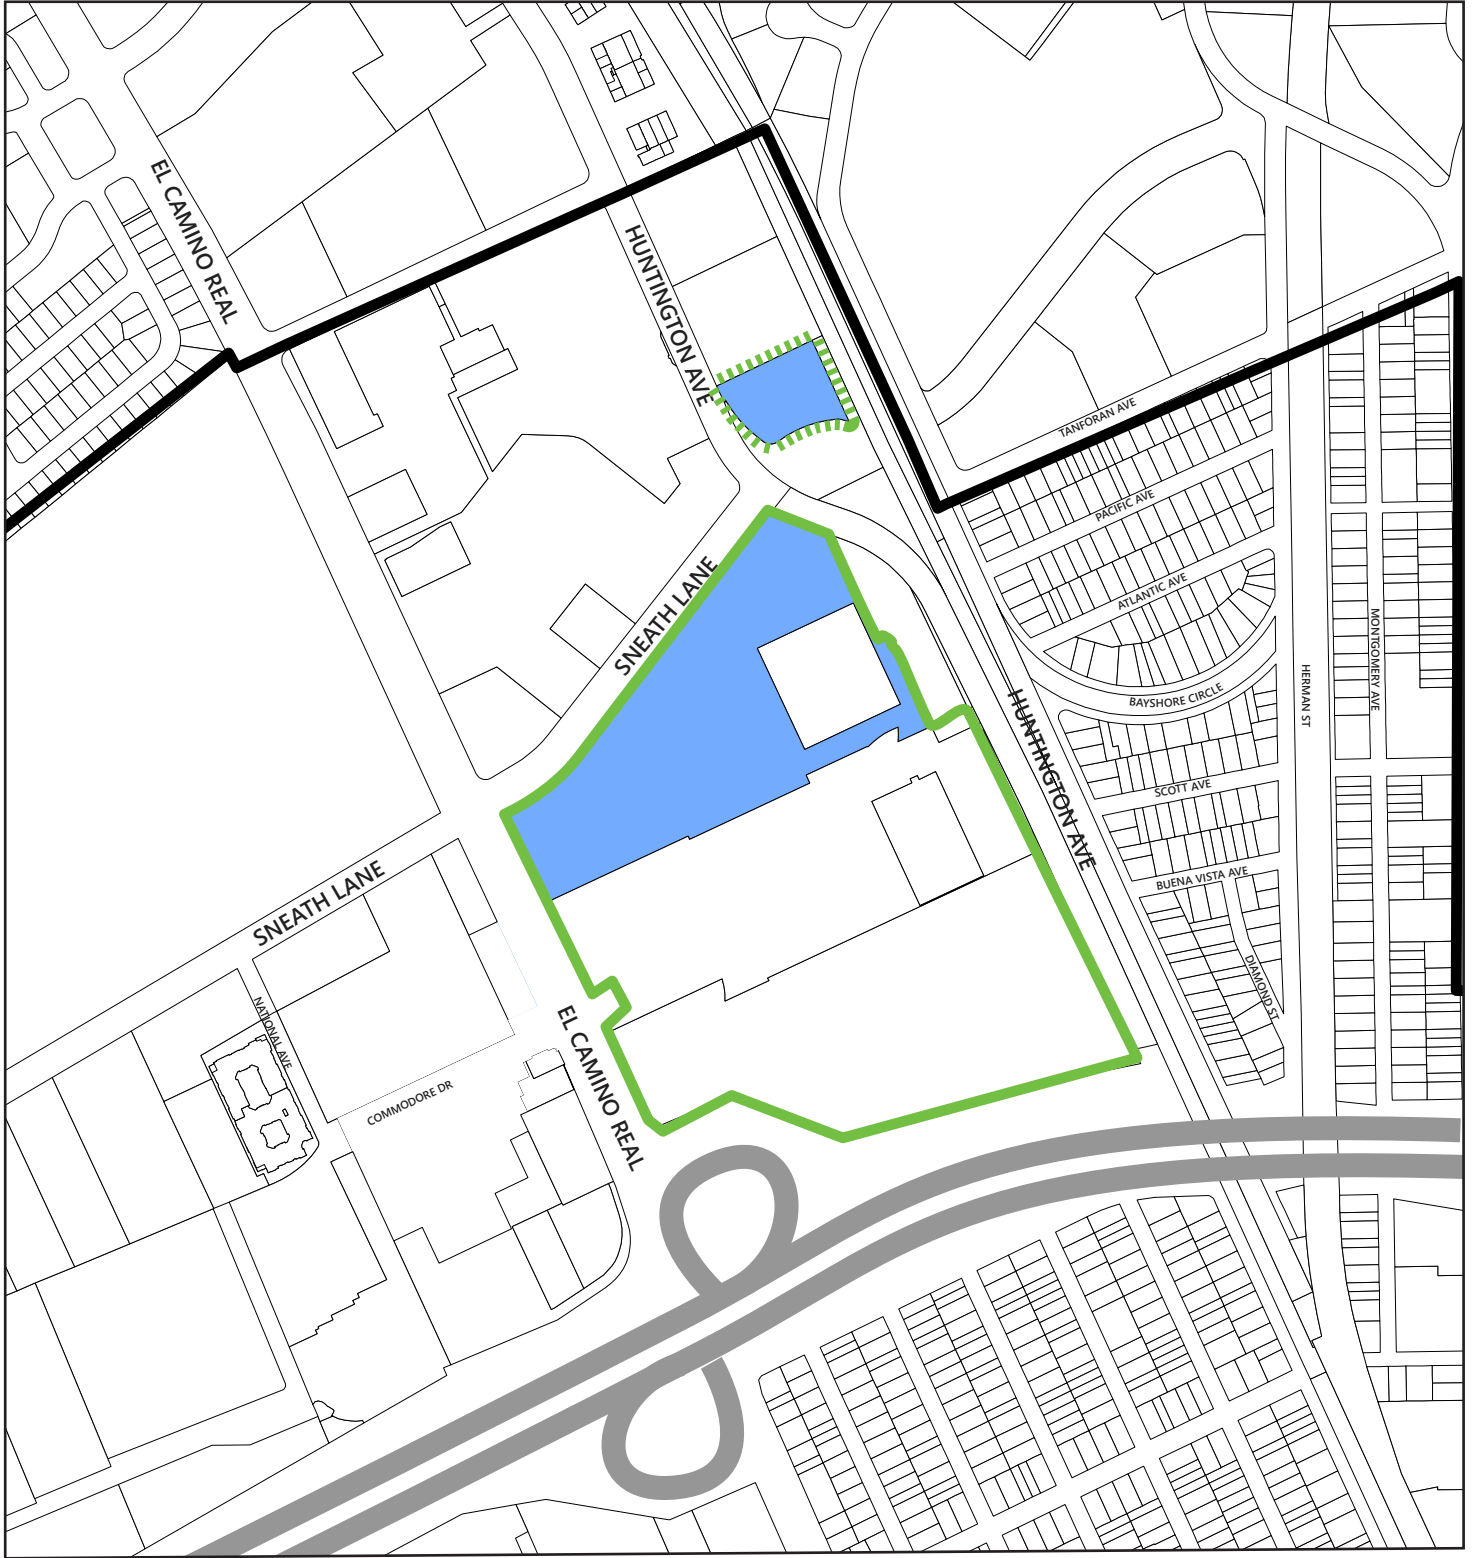 EL CAMINO REAL
HUNTINGTON AVE
TANFORAN AVE
PACIFIC AVE
ATLANTIC AVE
SNEATH LANE
MONTGOMERY AVE
HERMAN ST
BAYSHORE CIRCLE
HUNTINGTON AVE
SCOTT AVE
BUENA VISTA AVE
SNEATH LANE
DIAMOND ST
NATIONAL AVE
EL CAMINO REAL
COMMODORE DR